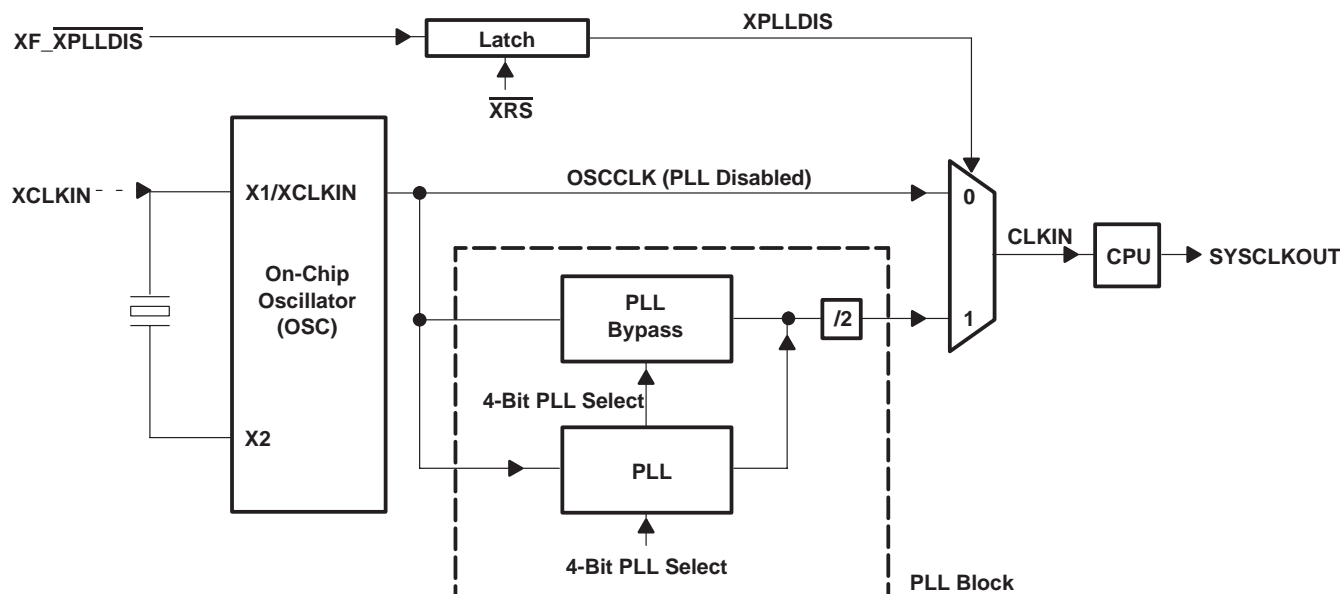 XPLLDIS
XF_XPLLDIS
Latch
XRS
XCLKIN
X1/XCLKIN
OSCCLK (PLL Disabled)
0
On-Chip
Oscillator
(OSC)
CLKIN
CPU
SYSCLKOUT
PLL
Bypass
/2
1
4-Bit PLL Select
X2
PLL
4-Bit PLL Select
PLL Block